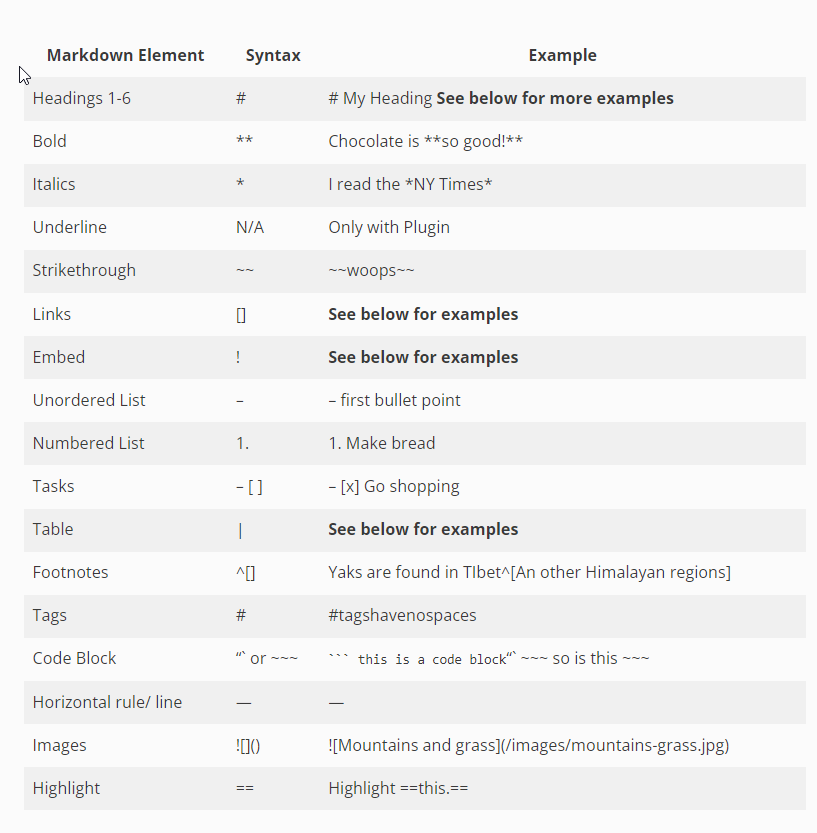 Markdown Element Syntax Example
Headings 1-6 # # My Heading See below for more examples
Bold ** Chocolate is **so good!**
Italics * I read the *NY Times*
Underline N/A Only with Plugin
Strikethrough ~~ ~~woops~~
Links [] See below for examples
Embed ! See below for examples
Unordered List – – first bullet point
Numbered List 1. 1. Make bread
Tasks – [ ] – [x] Go shopping
Table | See below for examples
Footnotes ^[] Yaks are found in TIbet^[An other Himalayan regions]
Tags # #tagshavenospaces
Code Block “` or ~~~ ``` this is a code block“` ~~~ so is this ~~~
Horizontal rule/ line — —
Images ![]() ![Mountains and grass](/images/mountains-grass.jpg)
Highlight == Highlight ==this.==